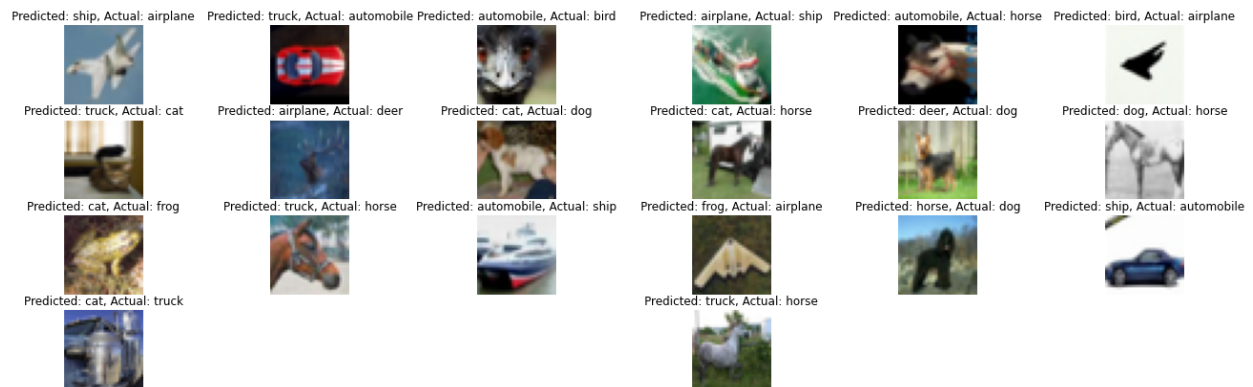 Predicted: ship, Actual: airplane
Predicted: truck, Actual: automobile
Predicted: automobile, Actual: bird
Predicted: airplane, Actual: ship
Predicted: automobile, Actual: horse
Predicted: bird, Actual: airplane
Predicted: truck, Actual: cat
Predicted: airplane, Actual: deer
Predicted: cat, Actual: dog
Predicted: cat, Actual: horse
Predicted: deer, Actual: dog
Predicted: dog, Actual: horse
Predicted: cat, Actual: frog
Predicted: truck, Actual: horse
Predicted: automobile, Actual: ship
Predicted: frog, Actual: airplane
Predicted: horse, Actual: dog
Predicted: ship, Actual: automobile
Predicted: cat, Actual: truck
Predicted: truck, Actual: horse